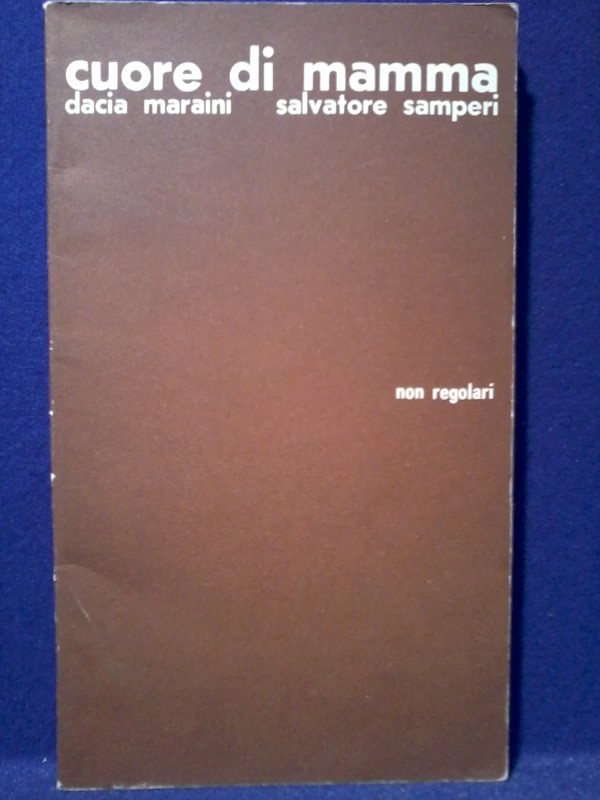 cuore di mamma
dacia maraini salvatore samperi
non regolari